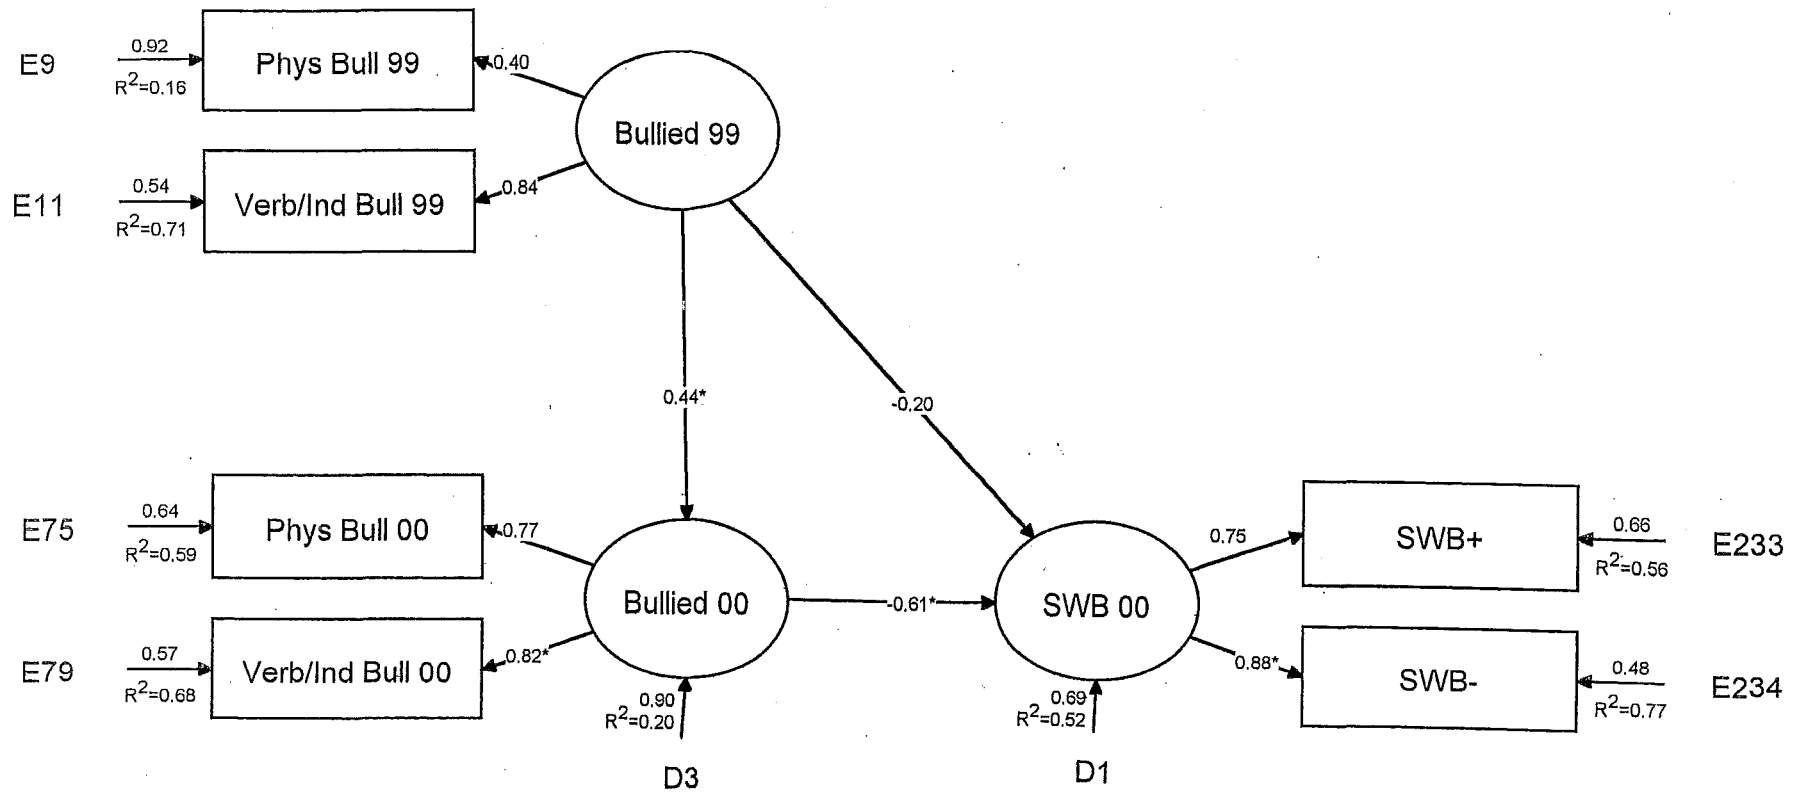 0.92
E9
R2=0.16
Phys Bull 99
0.40
Bullied 99
0.54
E11
R2=0.71
Verb/Ind Bull 99
0.84
0.44*
-0.20
0.64
E75
R2=0.59
Phys Bull 00
0.77
Bullied 00
-0.61*
SWB 00
0.75
SWB+
0.66
R2=0.56
E233
0.57
E79
R2=0.68
Verb/Ind Bull 00
0.82*
0.88*
SWB-
0.48
R2=0.77
E234
0.90
R2=0.20
D3
0.69
R2=0.52
D1